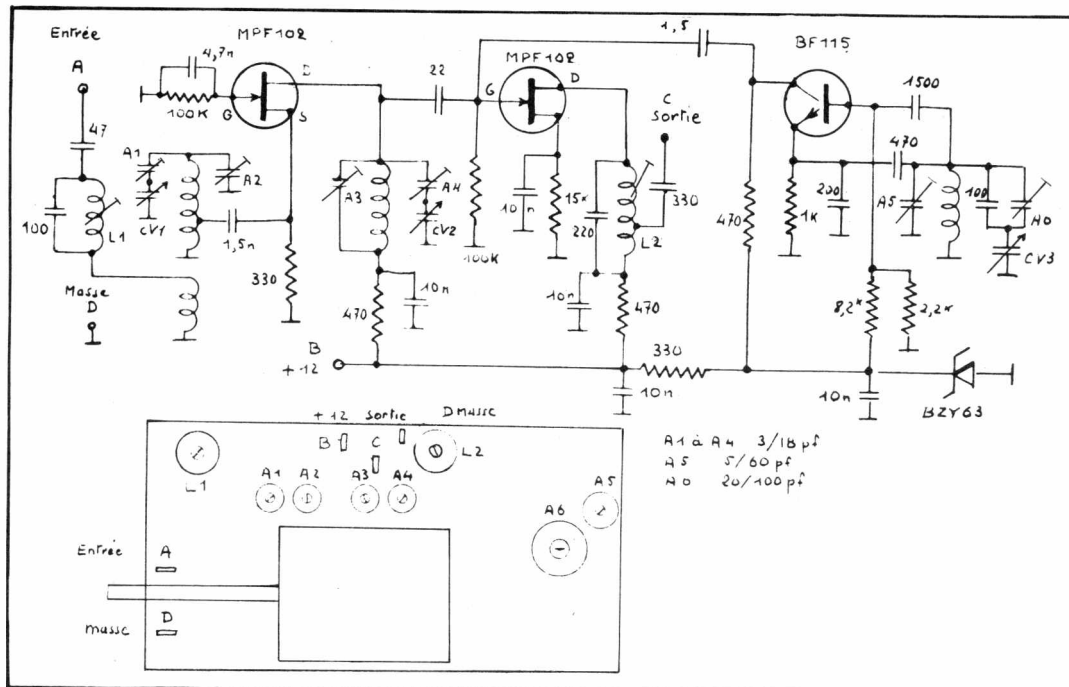 Entrée
A
47
100
L1
Masse
D
A1
CV1
A2
1,5n
MPF102
4,7n
100K
G
D
S
330
22
A3
A4
CV2
10n
470
B
+12
100K
MPF102
G
D
10n
15K
220
L2
C
Sortie
330
10n
470
330
10n
1,5
BF115
470
1K
200
470
1500
A5
100
A0
CV3
8,2K
2,2K
10n
BZY63
A1 à A4 3/18 pf
A5 5/60 pf
A0 20/100 pf
+12 Sortie D Masse
B
C
L1
L2
A1
A2
A3
A4
A5
A6
Entrée
A
D
masse